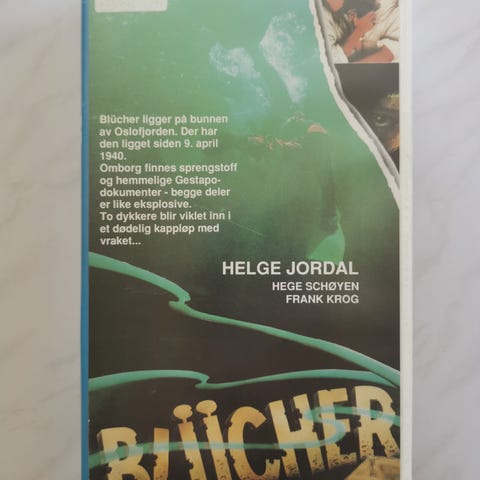 Blücher ligger på bunnen
av Oslofjorden. Der har
den ligget siden 9. april
1940.
Omborg finnes sprengstoff
og hemmelige Gestapo-
dokumenter - begge deler
er like eksplosive.
To dykkere blir viklet inn i
et dødelig kappløp med
vraket...
HELGE JORDAL
HEGE SCHØYEN
FRANK KROG
BLÜCHER